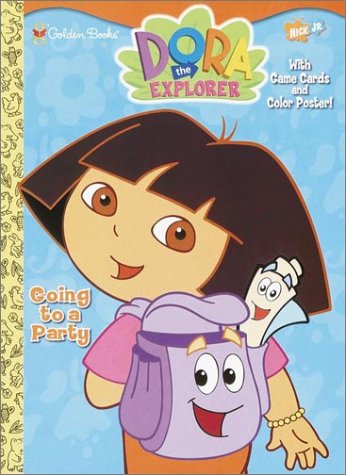 Golden Books®
NICK JR.
DORA
the
EXPLORER
With
Game Cards
and
Color Poster!
Going
to a
Party